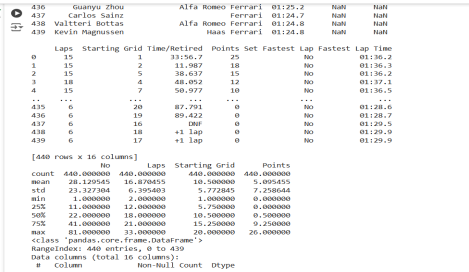 436 Guanyu Zhou Alfa Romeo Ferrari 01:25.2 NaN NaN
437 Carlos Sainz Ferrari 01:24.7 NaN NaN
438 Valtteri Bottas Alfa Romeo Ferrari 01:24.8 NaN NaN
439 Kevin Magnussen Haas Ferrari 01:24.8 NaN NaN
Laps Starting Grid Time/Retired Points Set Fastest Lap Fastest Lap Time
0 15 1 33:56.7 25 No 01:36.2
1 15 2 11.987 18 No 01:36.3
2 15 5 38.637 15 No 01:36.2
3 18 4 48.052 12 No 01:37.1
4 15 7 50.977 10 No 01:36.5
.. ... ... ... ... ... ...
435 6 20 87.791 0 No 01:28.6
436 6 19 89.422 0 No 01:28.7
437 6 16 DNF 0 No 01:29.5
438 6 18 +1 lap 0 No 01:29.9
439 6 17 +1 lap 0 No 01:29.9
[440 rows x 16 columns]
No Laps Starting Grid Points
count 440.000000 440.000000 440.000000 440.000000
mean 28.129545 16.870455 10.500000 5.095455
std 23.327304 6.395403 5.772845 7.258644
min 1.000000 2.000000 1.000000 0.000000
25% 11.000000 12.000000 5.750000 0.000000
50% 22.000000 18.000000 10.500000 0.500000
75% 41.000000 21.000000 15.250000 9.250000
max 81.000000 33.000000 20.000000 26.000000
<class 'pandas.core.frame.DataFrame'>
RangeIndex: 440 entries, 0 to 439
Data columns (total 16 columns):
# Column Non-Null Count Dtype